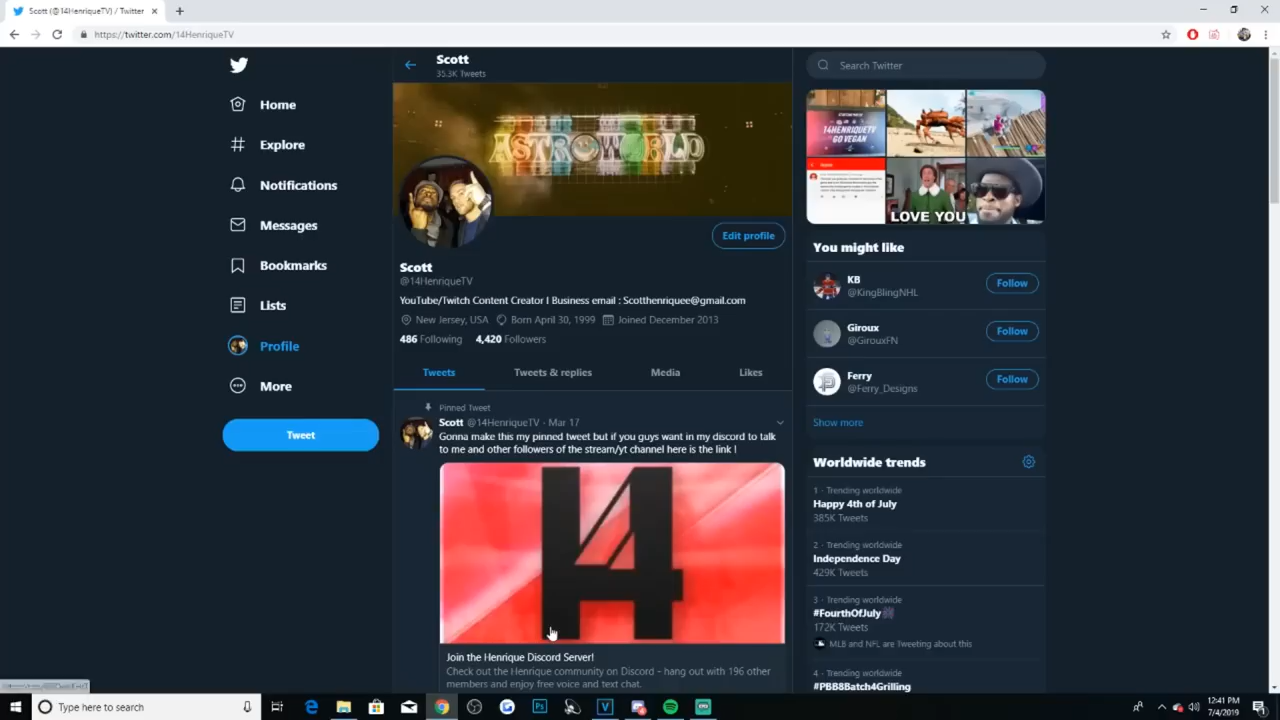 Scott (@14HenriqueTV) / Twitter
https://twitter.com/14HenriqueTV
Home
Explore
Notifications
Messages
Bookmarks
Lists
Profile
More
Tweet
Scott
35.3K Tweets
ASTROWORLD
Edit profile
Scott
@14HenriqueTV
YouTube/Twitch Content Creator I Business email : Scotthenriquee@gmail.com
New Jersey, USA Born April 30, 1999 Joined December 2013
486 Following 4,420 Followers
Tweets Tweets & replies Media Likes
Pinned Tweet
Scott @14HenriqueTV · Mar 17
Gonna make this my pinned tweet but if you guys want in my discord to talk
to me and other followers of the stream/yt channel here is the link !
14
Join the Henrique Discord Server!
Check out the Henrique community on Discord - hang out with 196 other
members and enjoy free voice and text chat.
Search Twitter
14HENRIQUETV
GO VEGAN
LOVE YOU
You might like
KB
@KingBlingNHL
Follow
Giroux
@GirouxFN
Follow
Ferry
@Ferry_Designs
Follow
Show more
Worldwide trends
1 · Trending worldwide
Happy 4th of July
385K Tweets
2 · Trending worldwide
Independence Day
429K Tweets
3 · Trending worldwide
#FourthOfJuly
172K Tweets
MLB and NFL are Tweeting about this
4 · Trending worldwide
#PBB8Batch4Grilling
Type here to search
12:41 PM
7/4/2019